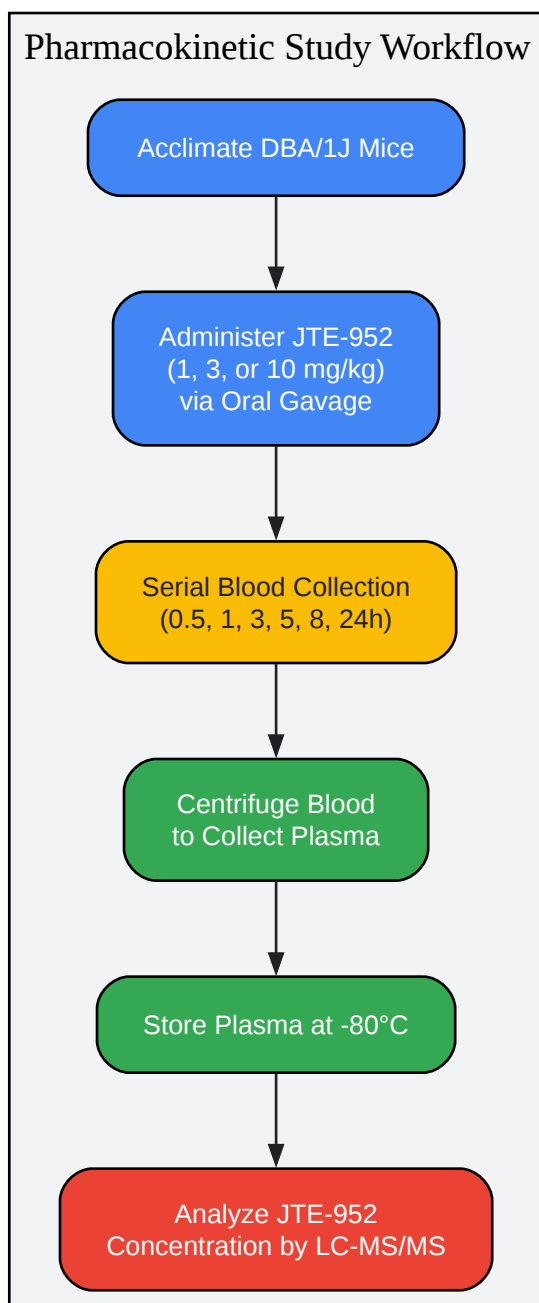 Pharmacokinetic Study Workflow
Acclimate DBA/1J Mice
Administer JTE-952
(1, 3, or 10 mg/kg)
via Oral Gavage
Serial Blood Collection
(0.5, 1, 3, 5, 8, 24h)
Centrifuge Blood
to Collect Plasma
Store Plasma at -80°C
Analyze JTE-952
Concentration by LC-MS/MS